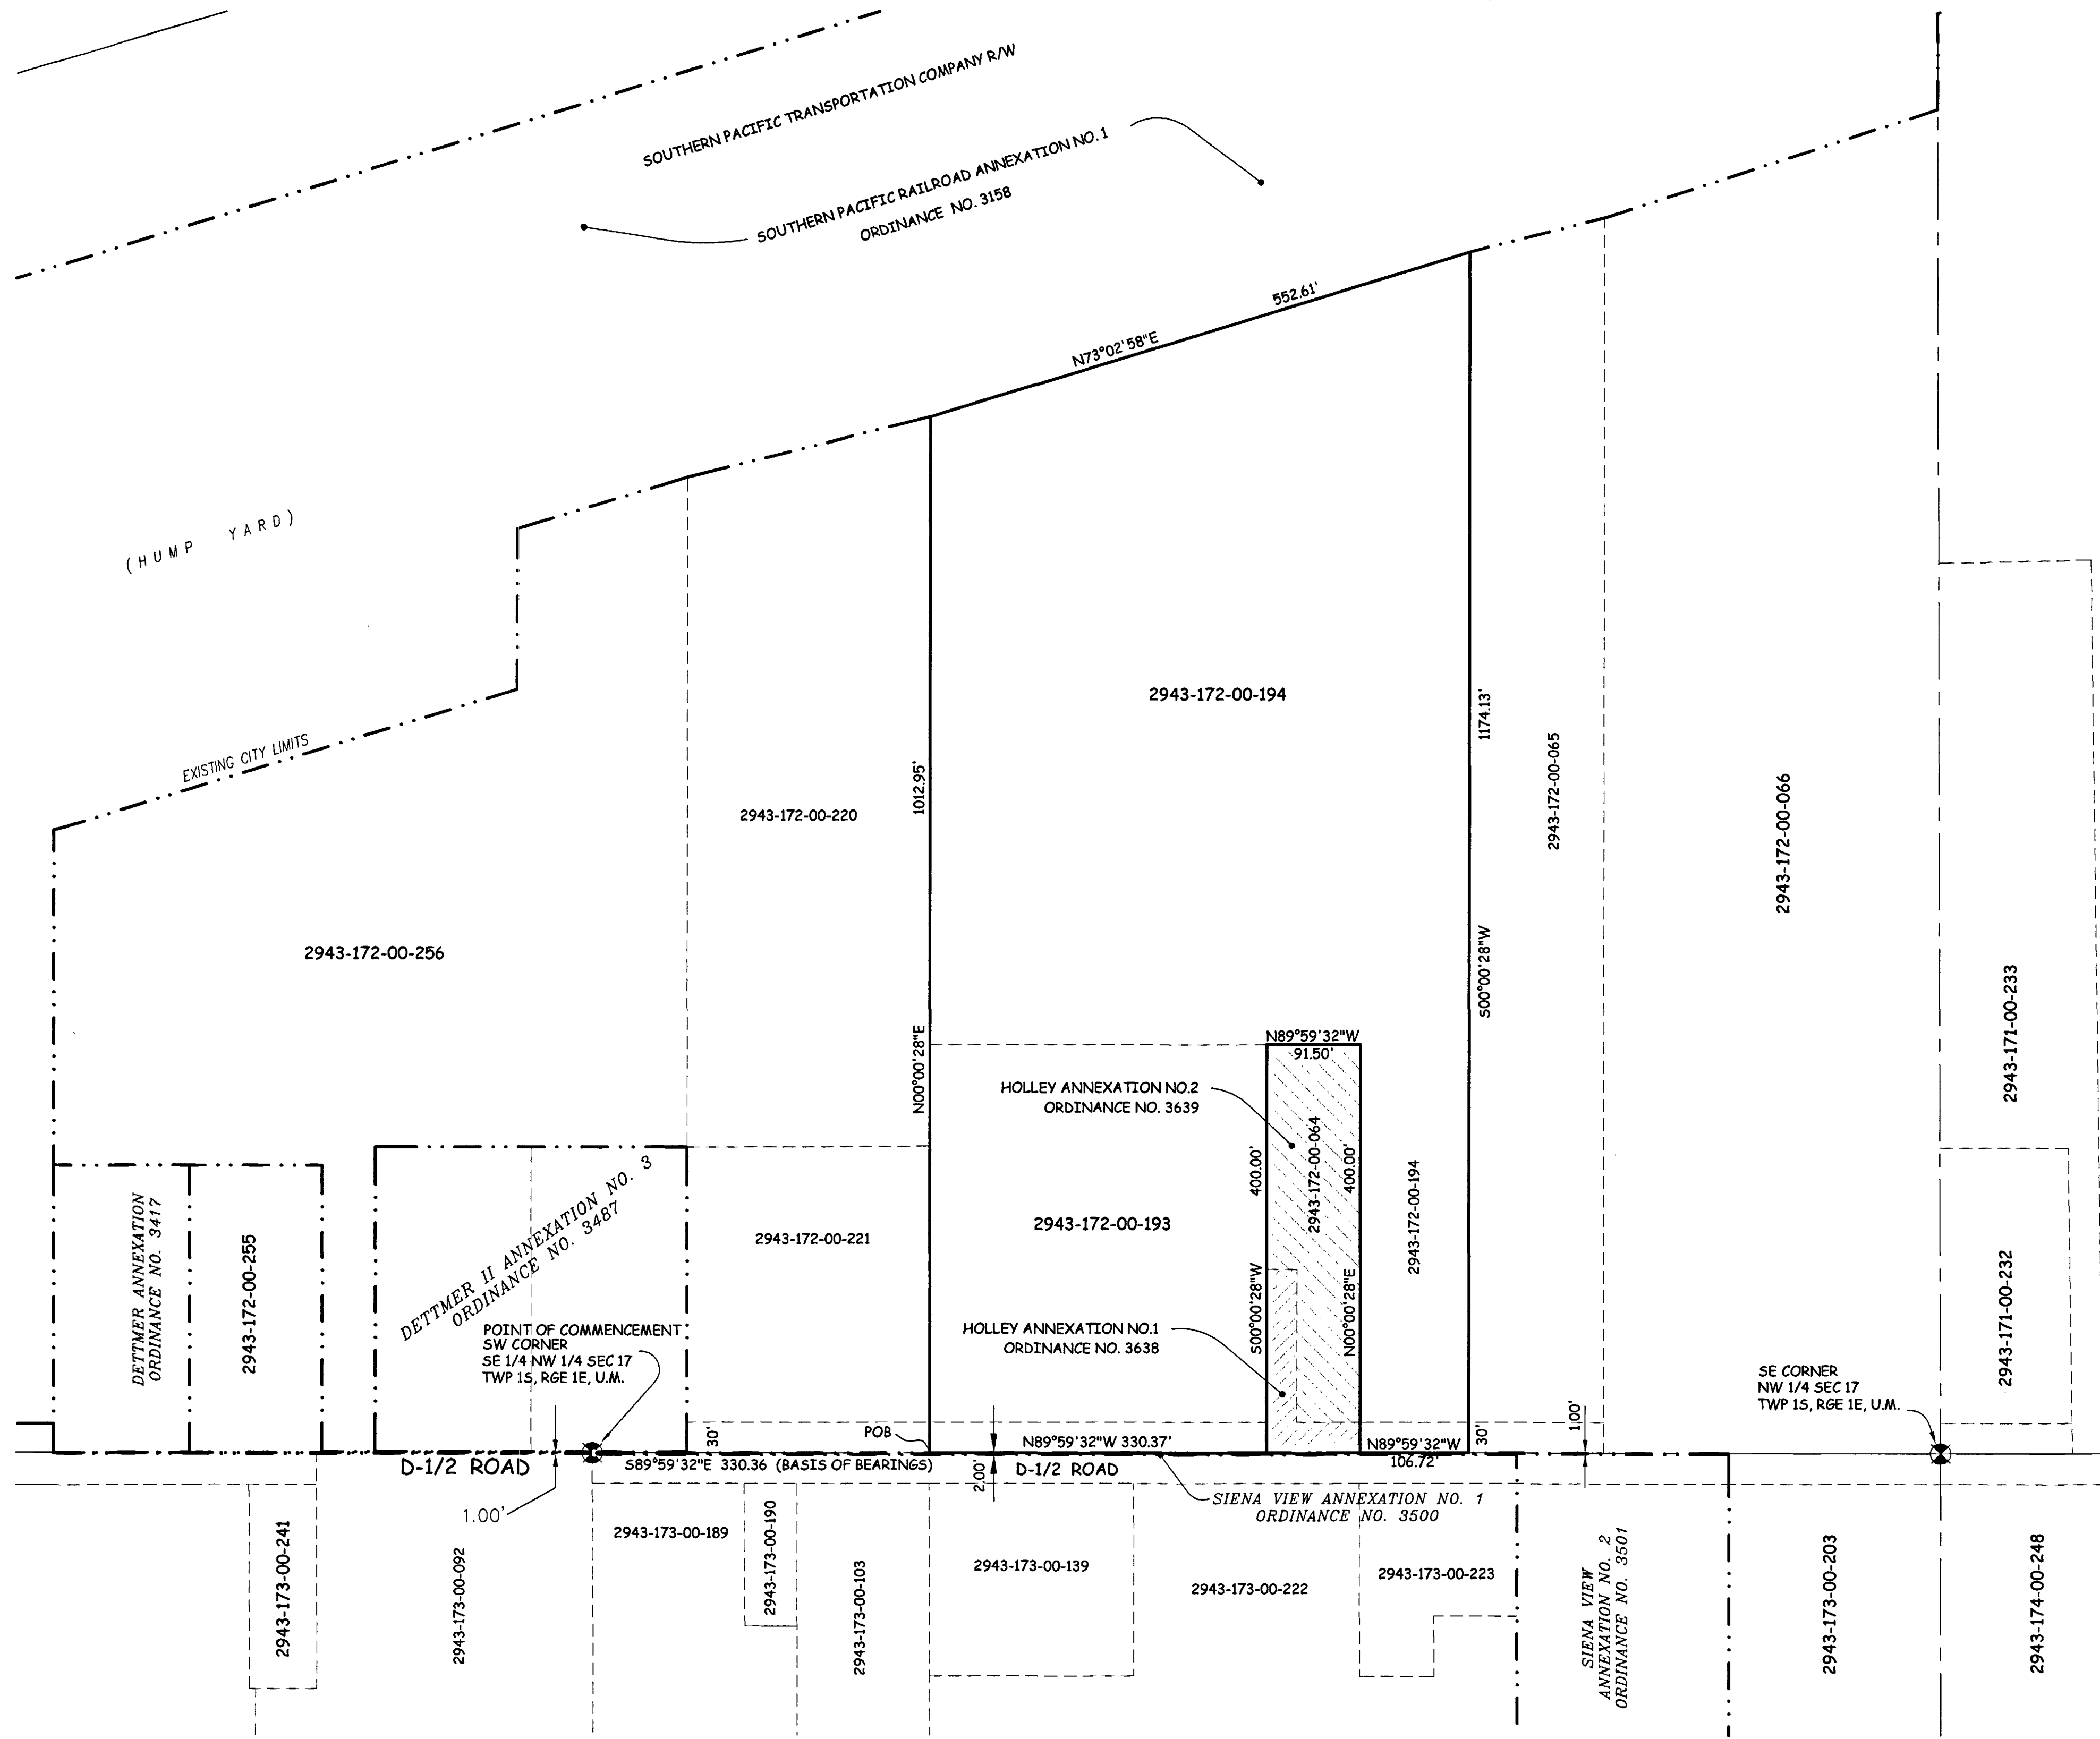 SOUTHERN PACIFIC TRANSPORTATION COMPANY R/W
SOUTHERN PACIFIC RAILROAD ANNEXATION NO. 1
ORDINANCE NO. 3158
552.61'
N73°02'58"E
(HUMP YARD)
EXISTING CITY LIMITS
2943-172-00-194
1174.13'
2943-172-00-065
2943-172-00-066
1012.95'
2943-172-00-220
2943-172-00-256
S00°00'28"W
2943-171-00-233
N00°00'28"E
N89°59'32"W
91.50'
HOLLEY ANNEXATION NO.2
ORDINANCE NO. 3639
2943-172-00-064
400.00'
400.00'
2943-172-00-194
2943-172-00-193
2943-172-00-221
DETTMER ANNEXATION
ORDINANCE NO. 3417
2943-172-00-255
DETTMER II ANNEXATION NO. 3
ORDINANCE NO. 3487
S00°00'28"W
N00°00'28"E
2943-171-00-232
HOLLEY ANNEXATION NO.1
ORDINANCE NO. 3638
POINT OF COMMENCEMENT
SW CORNER
SE 1/4 NW 1/4 SEC 17
TWP 1S, RGE 1E, U.M.
SE CORNER
NW 1/4 SEC 17
TWP 1S, RGE 1E, U.M.
1.00'
30'
POB
N89°59'32"W 330.37'
N89°59'32"W
30'
106.72'
D-1/2 ROAD
S89°59'32"E 330.36 (BASIS OF BEARINGS)
2.00'
D-1/2 ROAD
SIENA VIEW ANNEXATION NO. 1
ORDINANCE NO. 3500
1.00'
2943-173-00-241
2943-173-00-092
2943-173-00-189
2943-173-00-190
2943-173-00-103
2943-173-00-139
2943-173-00-222
2943-173-00-223
SIENA VIEW
ANNEXATION NO. 2
ORDINANCE NO. 3501
2943-173-00-203
2943-174-00-248